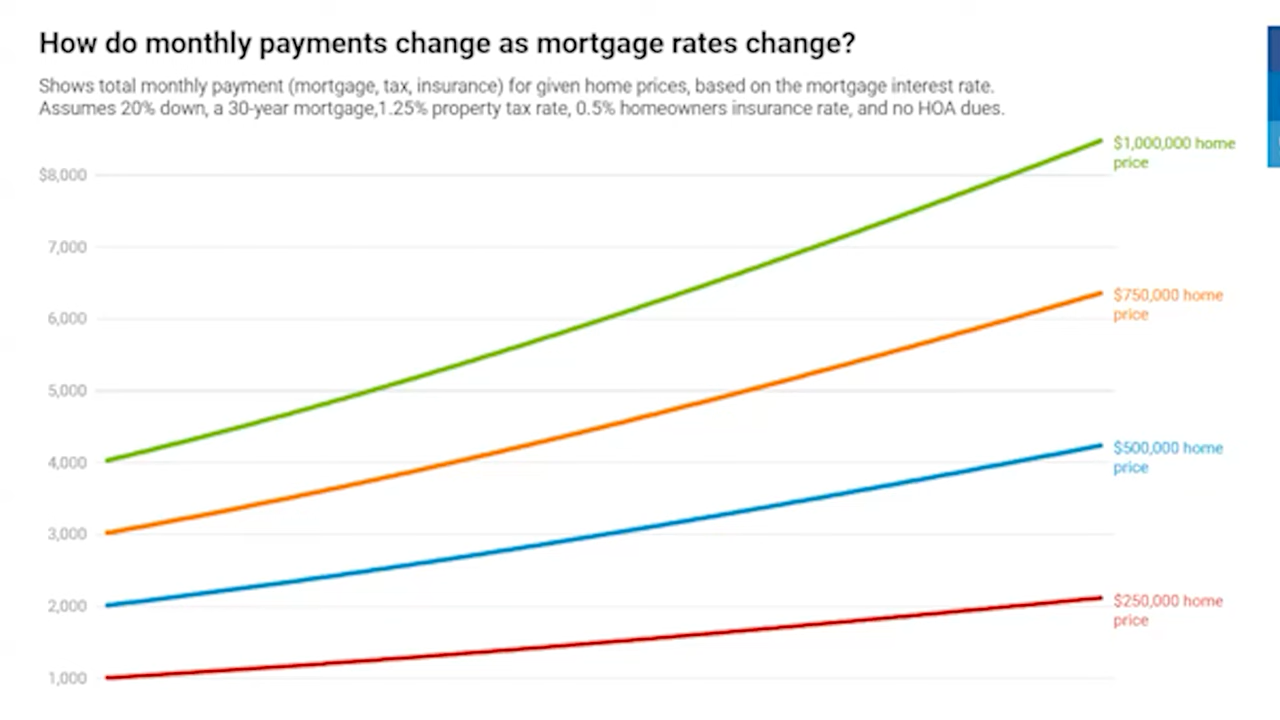 How do monthly payments change as mortgage rates change?
Shows total monthly payment (mortgage, tax, insurance) for given home prices, based on the mortgage interest rate.
Assumes 20% down, a 30-year mortgage,1.25% property tax rate, 0.5% homeowners insurance rate, and no HOA dues.
$1,000,000 home
price
$8,000
7,000
$750,000 home
price
6,000
5,000
$500,000 home
price
4,000
3,000
$250,000 home
price
2,000
1,000